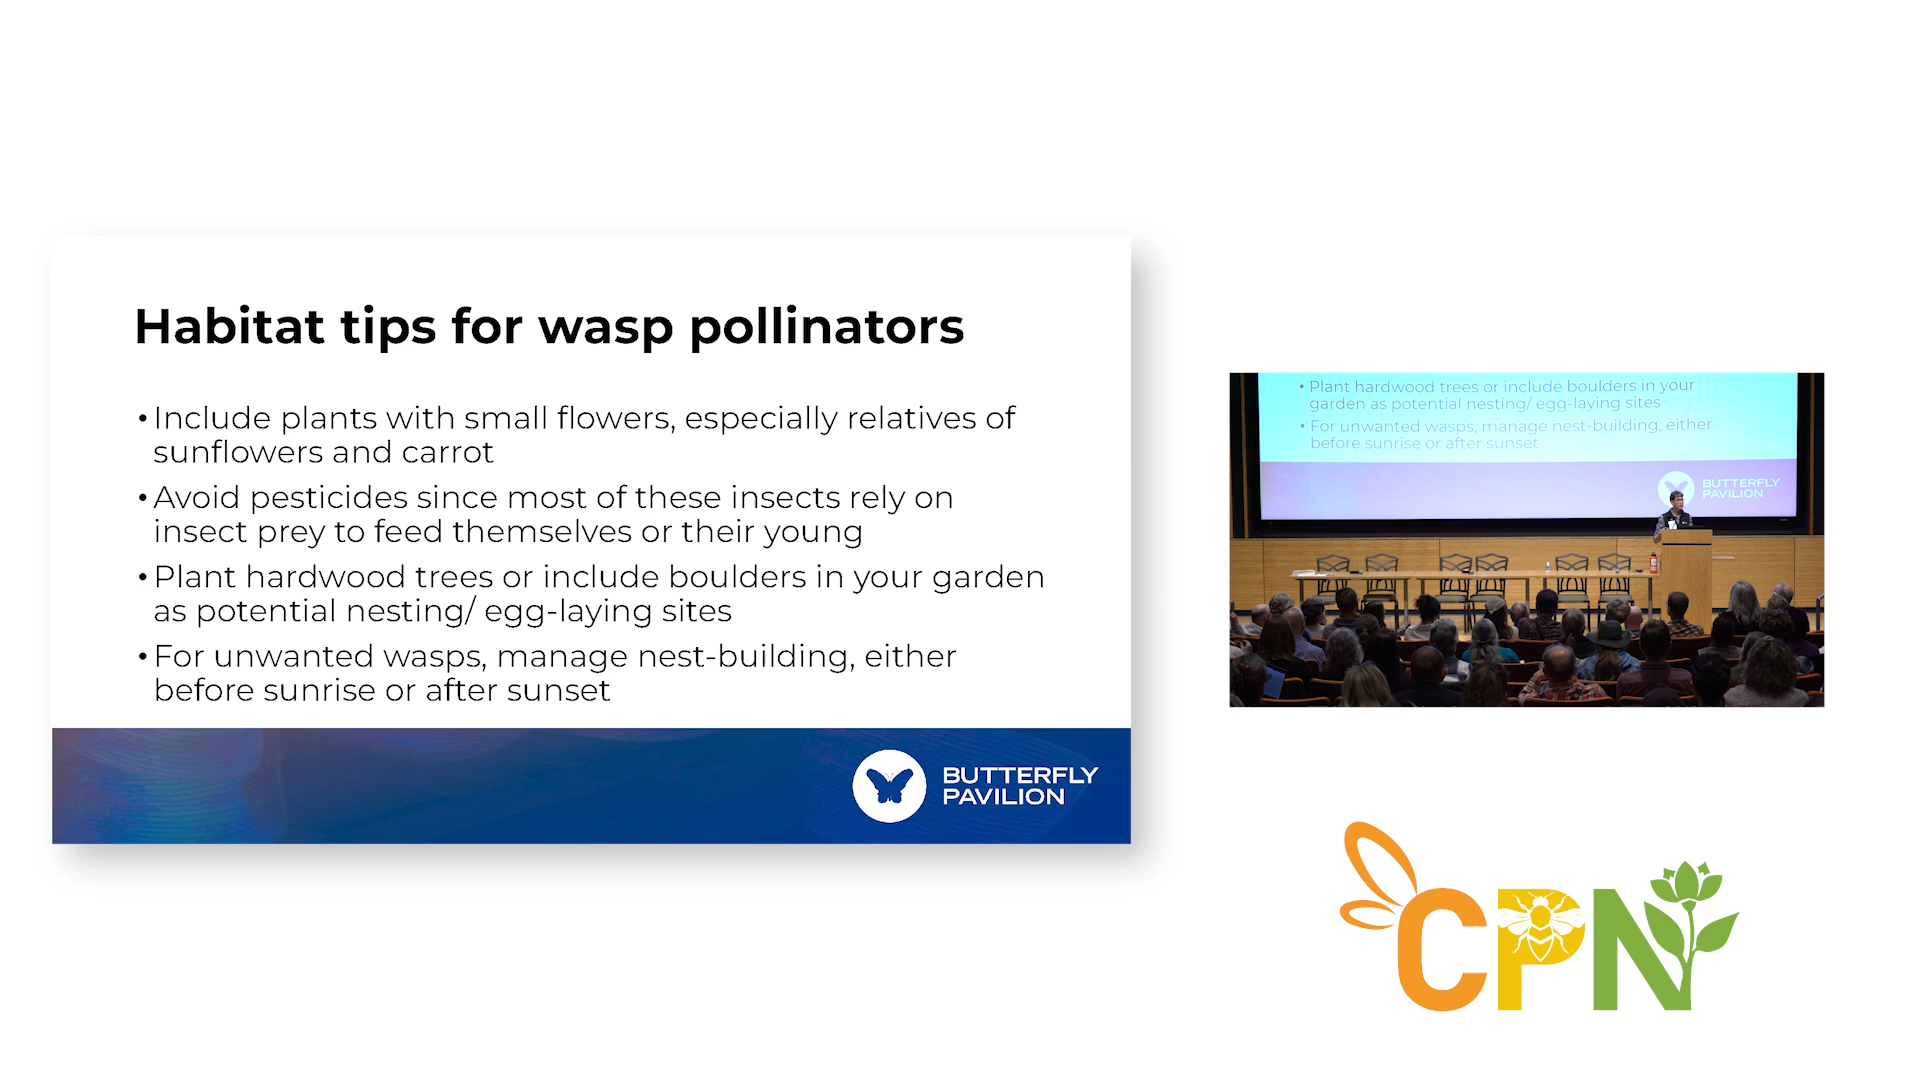 Habitat tips for wasp pollinators
•Include plants with small flowers, especially relatives of
sunflowers and carrot
•Avoid pesticides since most of these insects rely on
insect prey to feed themselves or their young
•Plant hardwood trees or include boulders in your garden
as potential nesting/ egg-laying sites
•For unwanted wasps, manage nest-building, either
before sunrise or after sunset
BUTTERFLY
PAVILION
• Plant hardwood trees or include boulders in your
garden as potential nesting/ egg-laying sites
• For unwanted wasps, manage nest-building, either
before sunrise or after sunset
BUTTERFLY
PAVILION
CPN